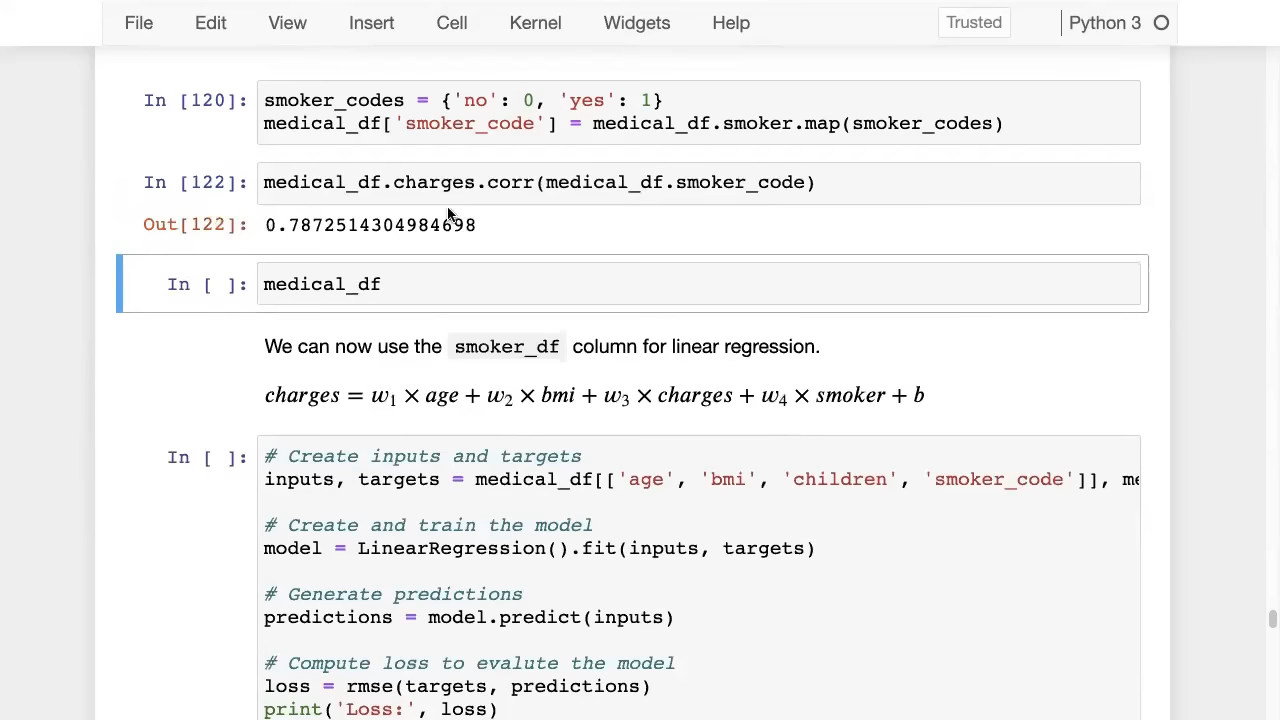 File Edit View Insert Cell Kernel Widgets Help Trusted Python 3
In [120]: smoker_codes = {'no': 0, 'yes': 1}
medical_df['smoker_code'] = medical_df.smoker.map(smoker_codes)
In [122]: medical_df.charges.corr(medical_df.smoker_code)
Out[122]: 0.7872514304984698
In [ ]: medical_df
We can now use the smoker_df column for linear regression.
charges = w₁ × age + w₂ × bmi + w₃ × charges + w₄ × smoker + b
In [ ]: # Create inputs and targets
inputs, targets = medical_df[['age', 'bmi', 'children', 'smoker_code']], me
# Create and train the model
model = LinearRegression().fit(inputs, targets)
# Generate predictions
predictions = model.predict(inputs)
# Compute loss to evalute the model
loss = rmse(targets, predictions)
print('Loss:', loss)